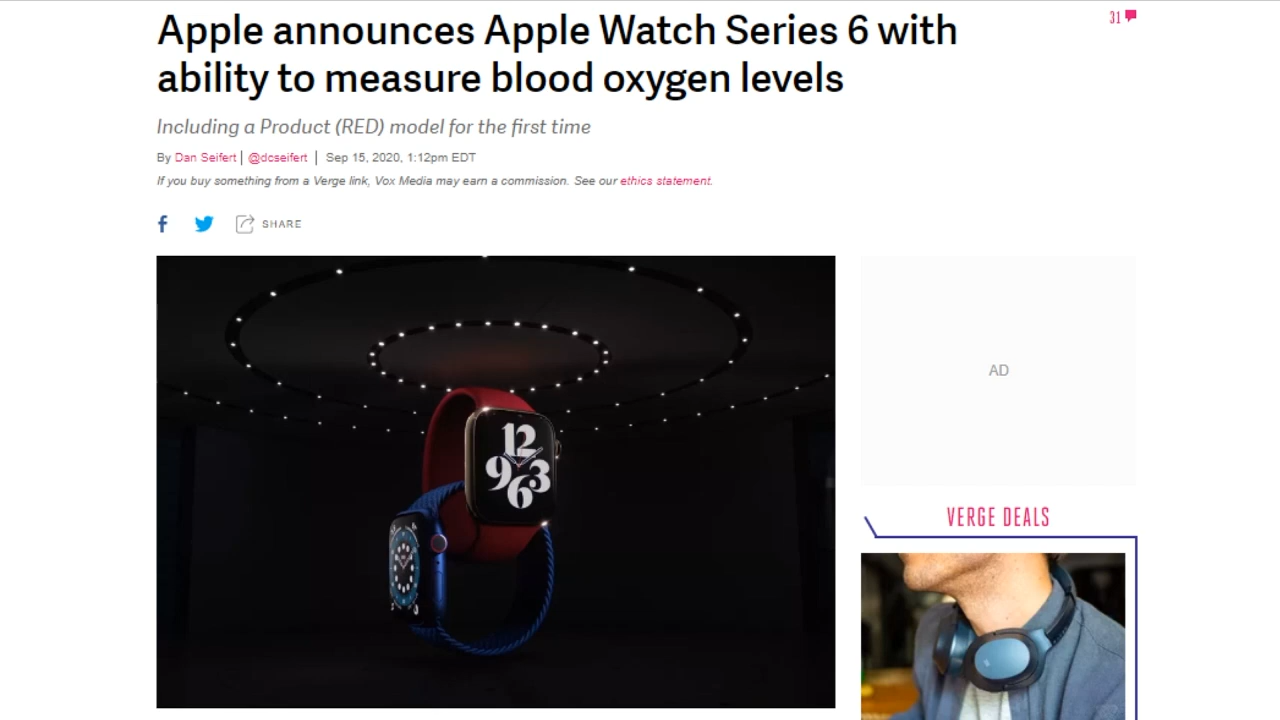 Apple announces Apple Watch Series 6 with
31
ability to measure blood oxygen levels
Including a Product (RED) model for the first time
By Dan Seifert | @dcseifert | Sep 15, 2020, 1:12pm EDT
If you buy something from a Verge link, Vox Media may earn a commission. See our ethics statement.
SHARE
12
9 3
6
AD
VERGE DEALS